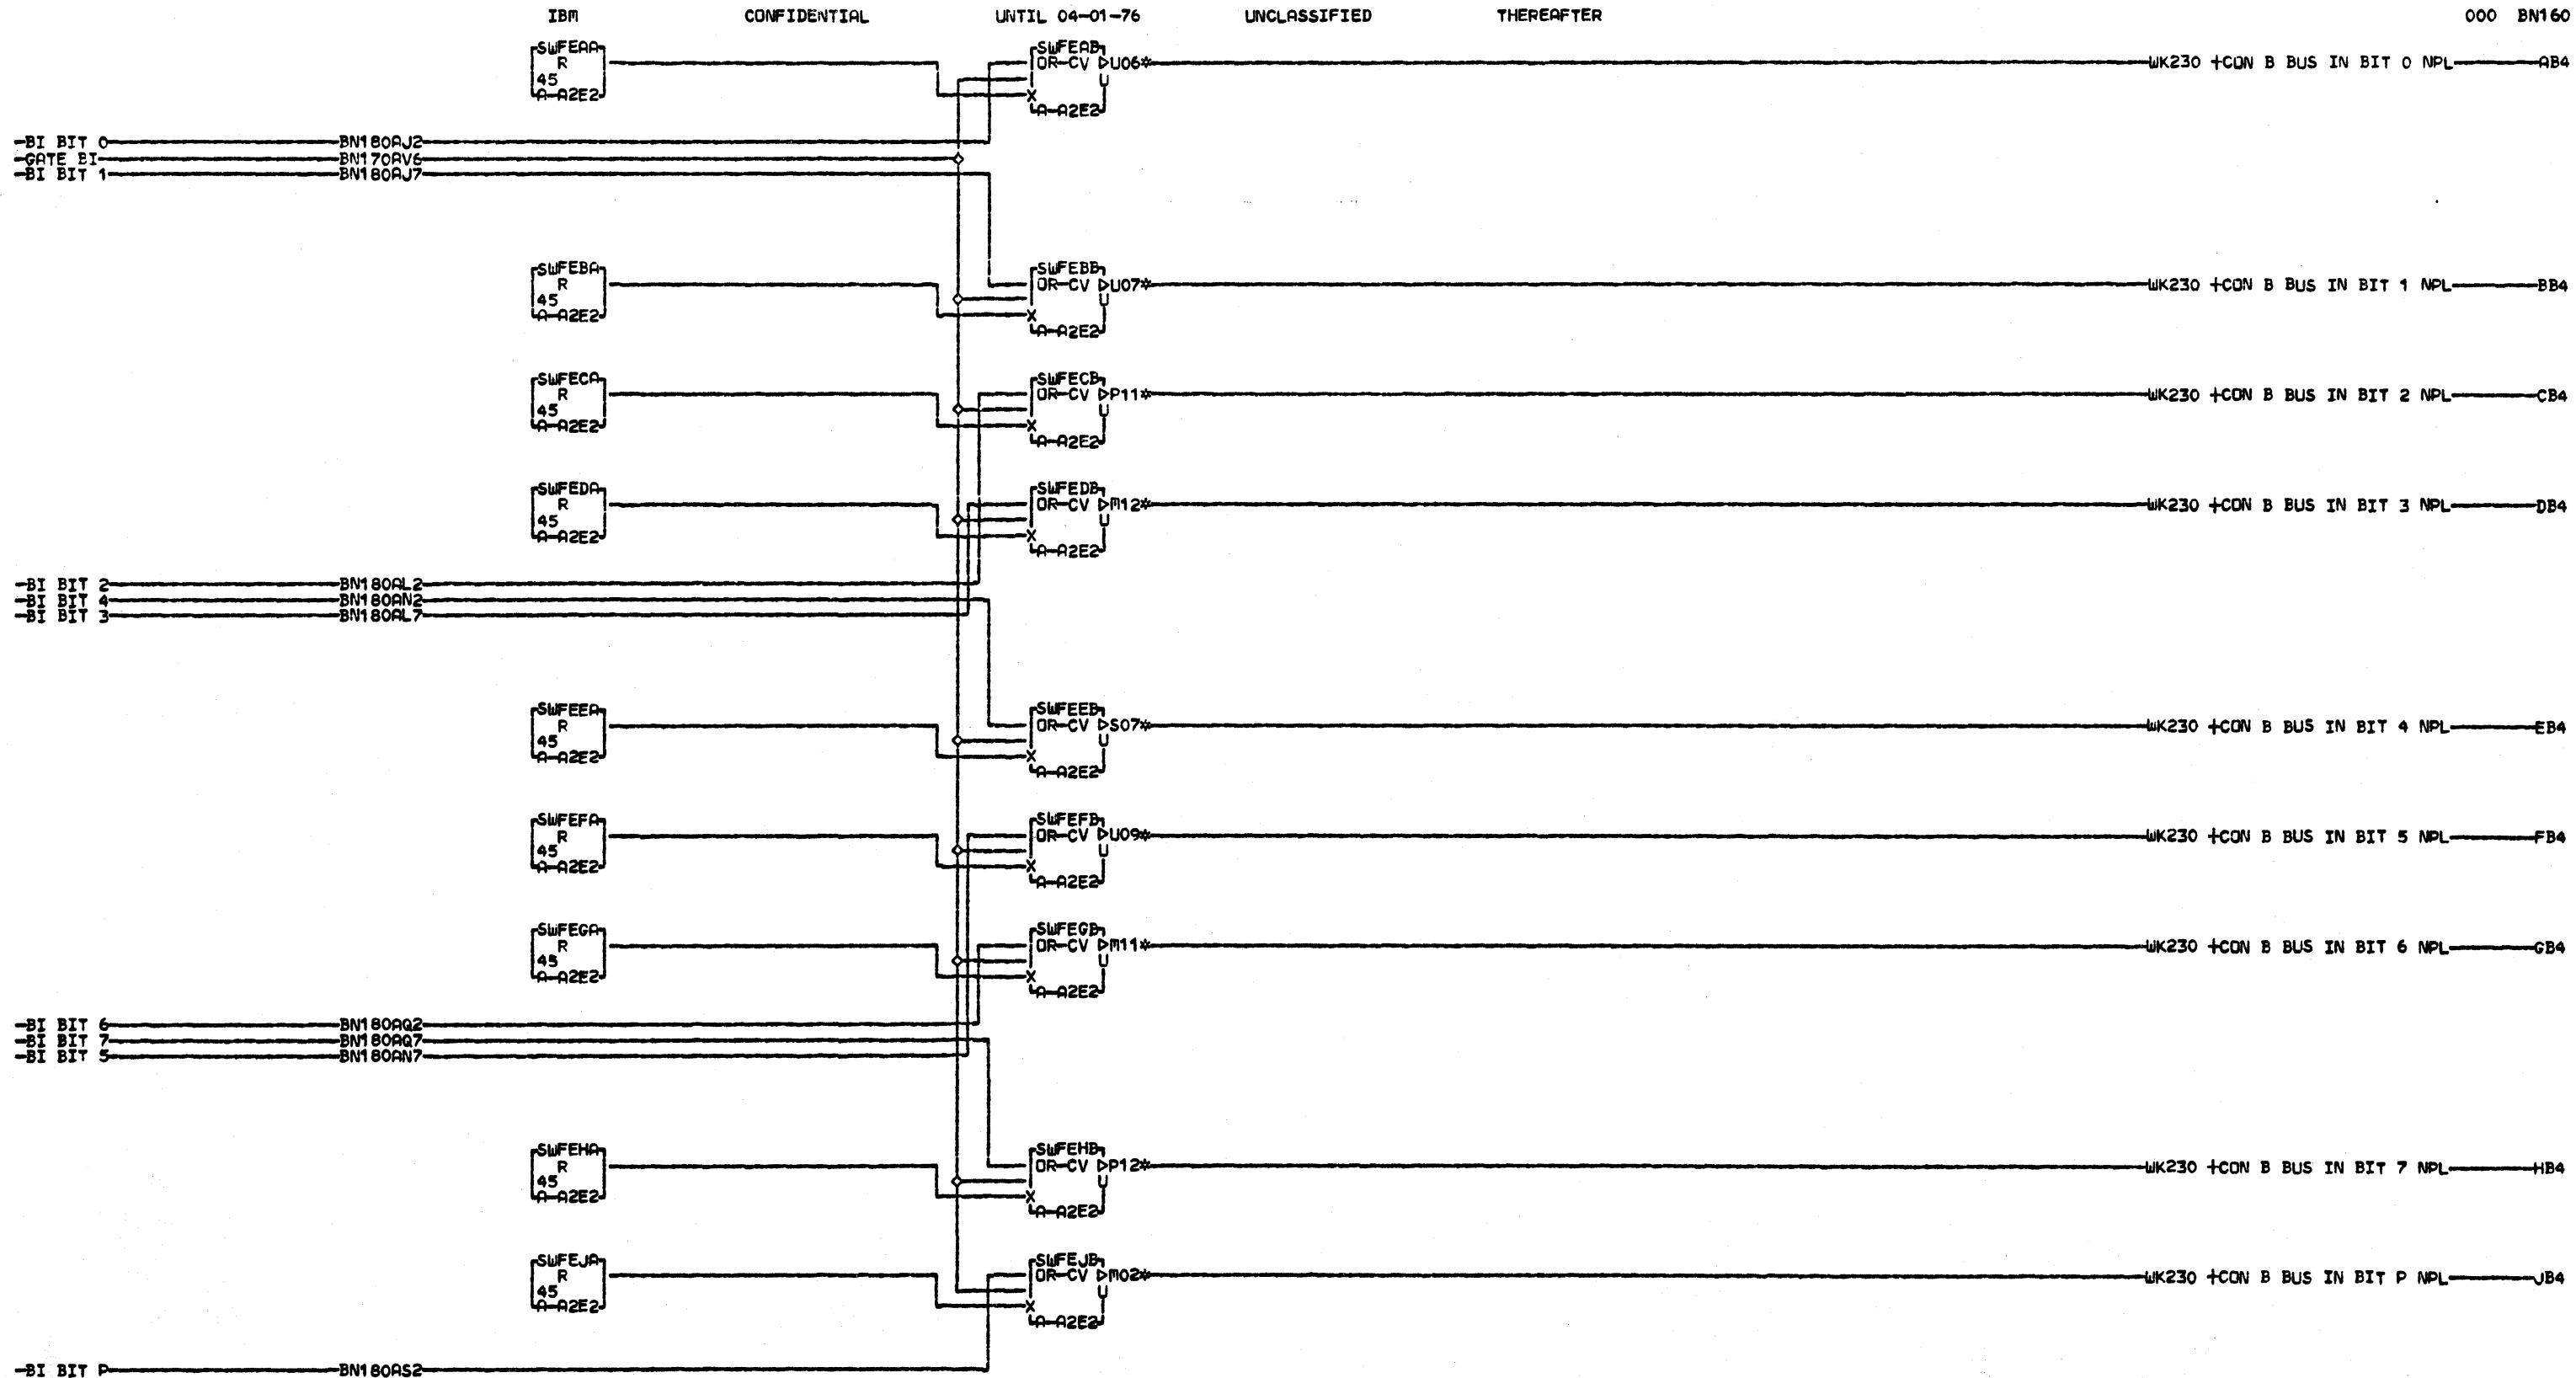 IBM CONFIDENTIAL UNTIL 04-01-76 UNCLASSIFIED THEREAFTER 000 BN160
SWFEAA SWFEAB
R OR-CV U06* WK230 +CON B BUS IN BIT 0 NPL AB4
45 U
X
A-A2E2 A-A2E2
-BI BIT 0 BN180AJ2
-GATE BI BN170AV6
-BI BIT 1 BN180AJ7
SWFEBA SWFEBB
R OR-CV U07* WK230 +CON B BUS IN BIT 1 NPL BB4
45 U
X
A-A2E2 A-A2E2
SWFECA SWFECB
R OR-CV P11* WK230 +CON B BUS IN BIT 2 NPL CB4
45 U
X
A-A2E2 A-A2E2
SWFEDA SWFEDB
R OR-CV M12* WK230 +CON B BUS IN BIT 3 NPL DB4
45 U
X
A-A2E2 A-A2E2
-BI BIT 2 BN180AL2
-BI BIT 4 BN180AN2
-BI BIT 3 BN180AL7
SWFEEA SWFEEB
R OR-CV S07* WK230 +CON B BUS IN BIT 4 NPL EB4
45 U
X
A-A2E2 A-A2E2
SWFEFA SWFEFB
R OR-CV U09* WK230 +CON B BUS IN BIT 5 NPL FB4
45 U
X
A-A2E2 A-A2E2
SWFEGA SWFEGB
R OR-CV M11* WK230 +CON B BUS IN BIT 6 NPL GB4
45 U
X
A-A2E2 A-A2E2
-BI BIT 6 BN180AQ2
-BI BIT 7 BN180AQ7
-BI BIT 5 BN180AN7
SWFEHA SWFEHB
R OR-CV P12* WK230 +CON B BUS IN BIT 7 NPL HB4
45 U
X
A-A2E2 A-A2E2
SWFEJA SWFEJB
R OR-CV M02* WK230 +CON B BUS IN BIT P NPL JB4
45 U
X
A-A2E2 A-A2E2
-BI BIT P BN180AS2